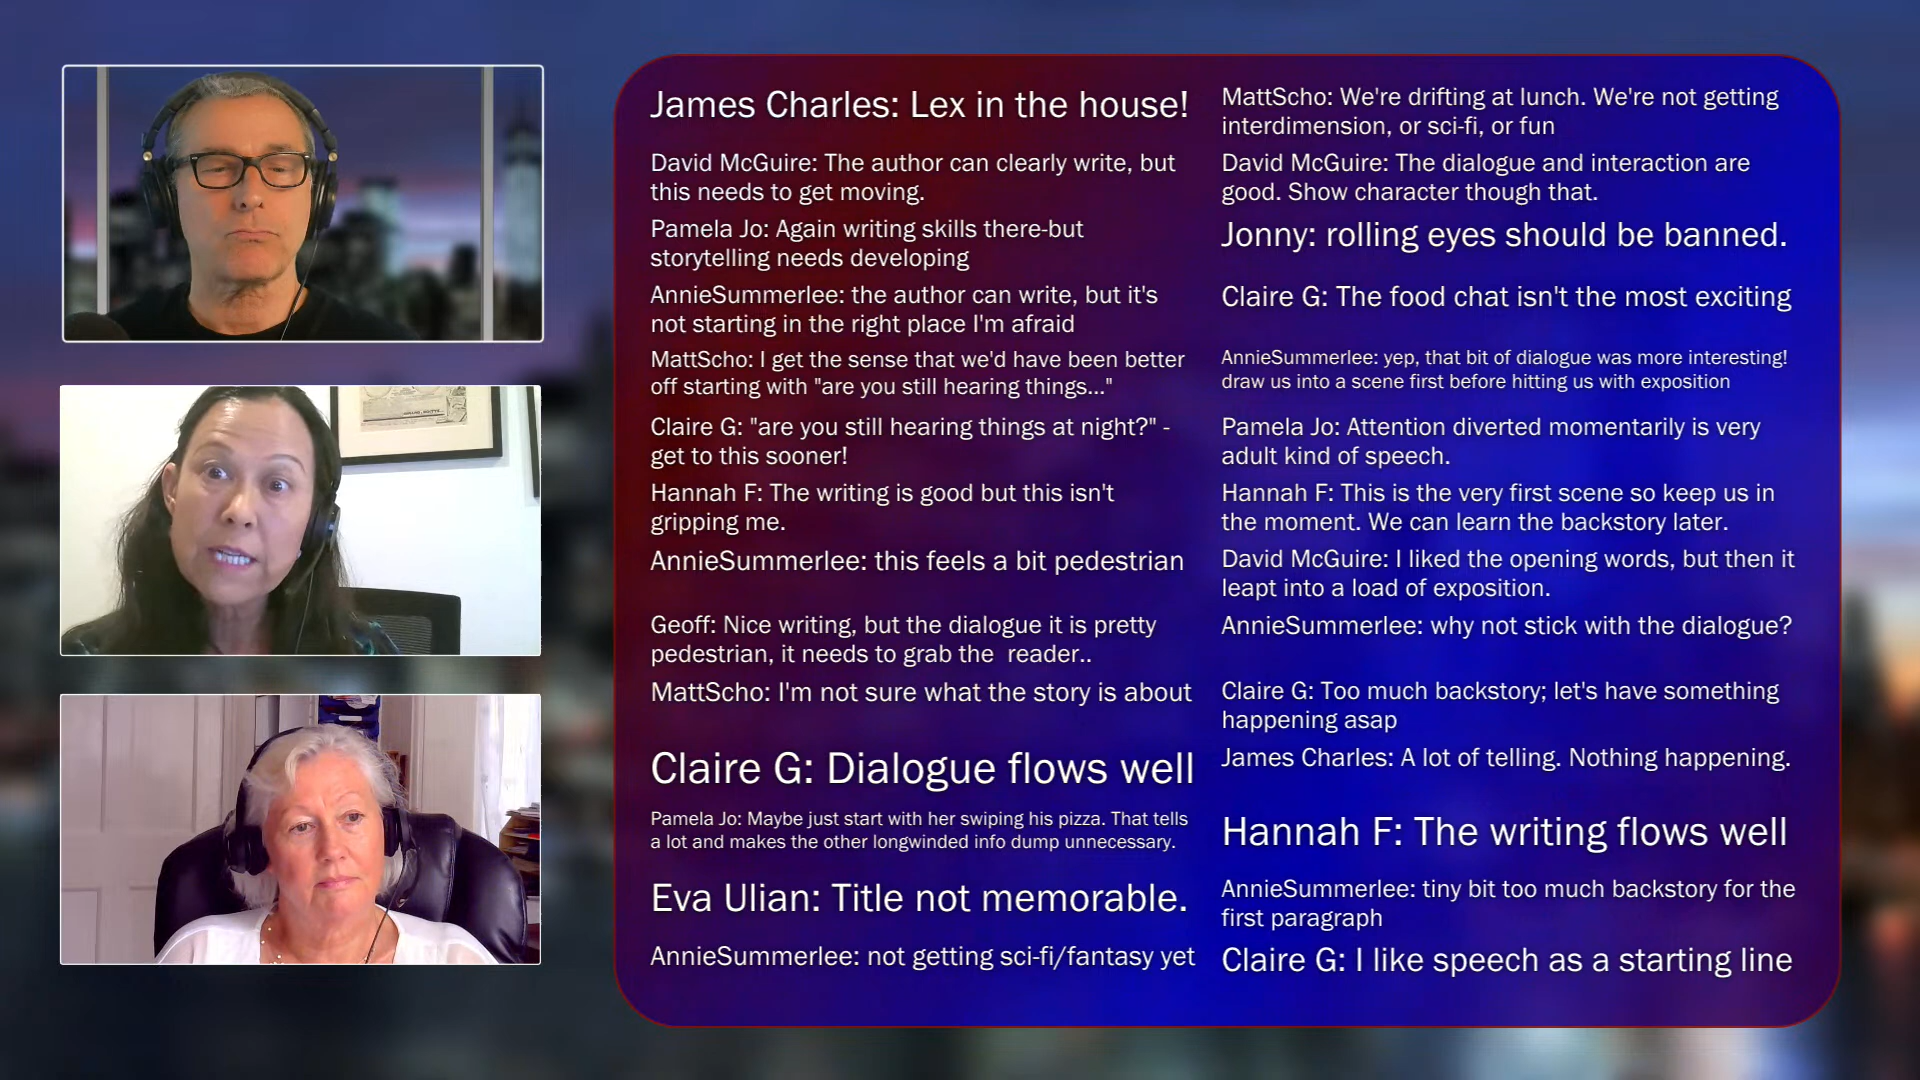 James Charles: Lex in the house!
David McGuire: The author can clearly write, but
this needs to get moving.
Pamela Jo: Again writing skills there-but
storytelling needs developing
AnnieSummerlee: the author can write, but it's
not starting in the right place I'm afraid
MattScho: I get the sense that we'd have been better
off starting with "are you still hearing things..."
Claire G: "are you still hearing things at night?" -
get to this sooner!
Hannah F: The writing is good but this isn't
gripping me.
AnnieSummerlee: this feels a bit pedestrian
Geoff: Nice writing, but the dialogue it is pretty
pedestrian, it needs to grab the  reader..
MattScho: I'm not sure what the story is about
Claire G: Dialogue flows well
Pamela Jo: Maybe just start with her swiping his pizza. That tells
a lot and makes the other longwinded info dump unnecessary.
Eva Ulian: Title not memorable.
AnnieSummerlee: not getting sci-fi/fantasy yet
MattScho: We're drifting at lunch. We're not getting
interdimension, or sci-fi, or fun
David McGuire: The dialogue and interaction are
good. Show character though that.
Jonny: rolling eyes should be banned.
Claire G: The food chat isn't the most exciting
AnnieSummerlee: yep, that bit of dialogue was more interesting!
draw us into a scene first before hitting us with exposition
Pamela Jo: Attention diverted momentarily is very
adult kind of speech.
Hannah F: This is the very first scene so keep us in
the moment. We can learn the backstory later.
David McGuire: I liked the opening words, but then it
leapt into a load of exposition.
AnnieSummerlee: why not stick with the dialogue?
Claire G: Too much backstory; let's have something
happening asap
James Charles: A lot of telling. Nothing happening.
Hannah F: The writing flows well
AnnieSummerlee: tiny bit too much backstory for the
first paragraph
Claire G: I like speech as a starting line